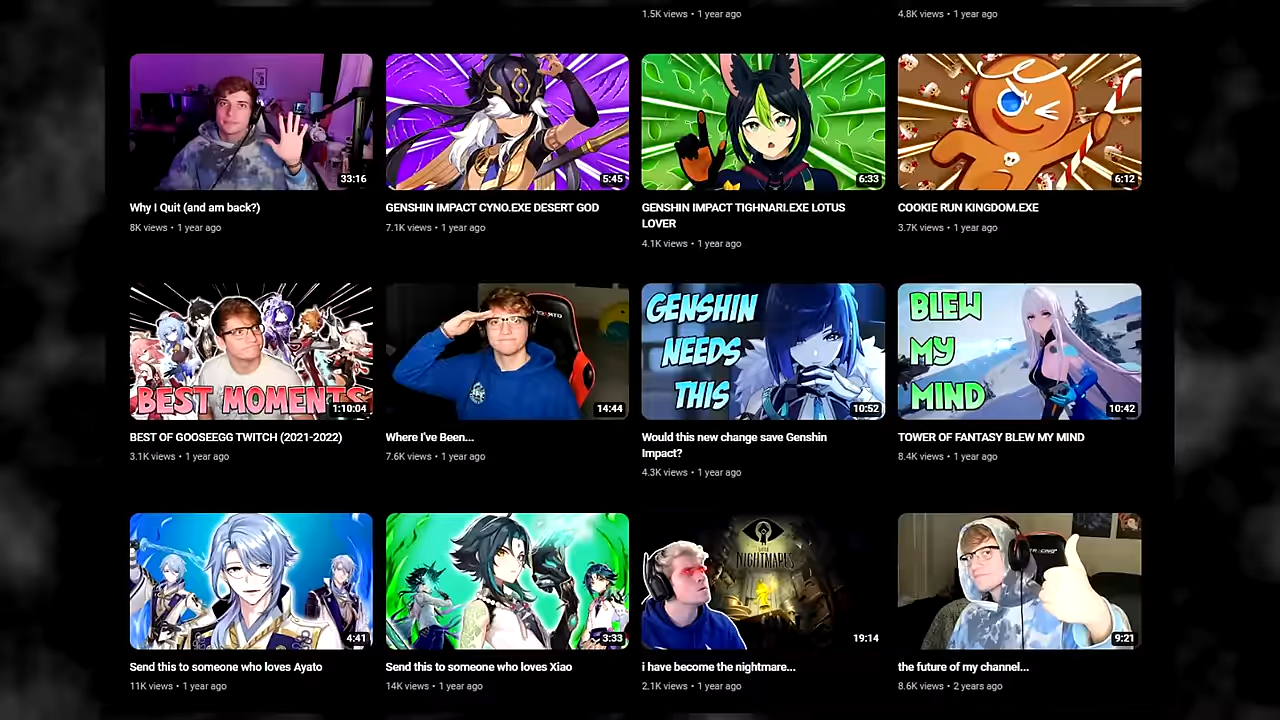 1.5K views • 1 year ago
4.8K views • 1 year ago
33:16
5:45
6:33
6:12
Why I Quit (and am back?)
8K views • 1 year ago
GENSHIN IMPACT CYNO.EXE DESERT GOD
7.1K views • 1 year ago
GENSHIN IMPACT TIGHNARI.EXE LOTUS
LOVER
4.1K views • 1 year ago
COOKIE RUN KINGDOM.EXE
3.7K views • 1 year ago
BEST MOMENTS
1:10:04
14:44
GENSHIN
NEEDS
THIS
10:52
BLEW
MY
MIND
10:42
BEST OF GOOSEEGG TWITCH (2021-2022)
3.1K views • 1 year ago
Where I've Been...
7.6K views • 1 year ago
Would this new change save Genshin
Impact?
4.3K views • 1 year ago
TOWER OF FANTASY BLEW MY MIND
8.4K views • 1 year ago
4:41
3:33
LITTLE
NIGHTMARES
19:14
9:21
Send this to someone who loves Ayato
11K views • 1 year ago
Send this to someone who loves Xiao
14K views • 1 year ago
i have become the nightmare...
2.1K views • 1 year ago
the future of my channel...
8.6K views • 2 years ago